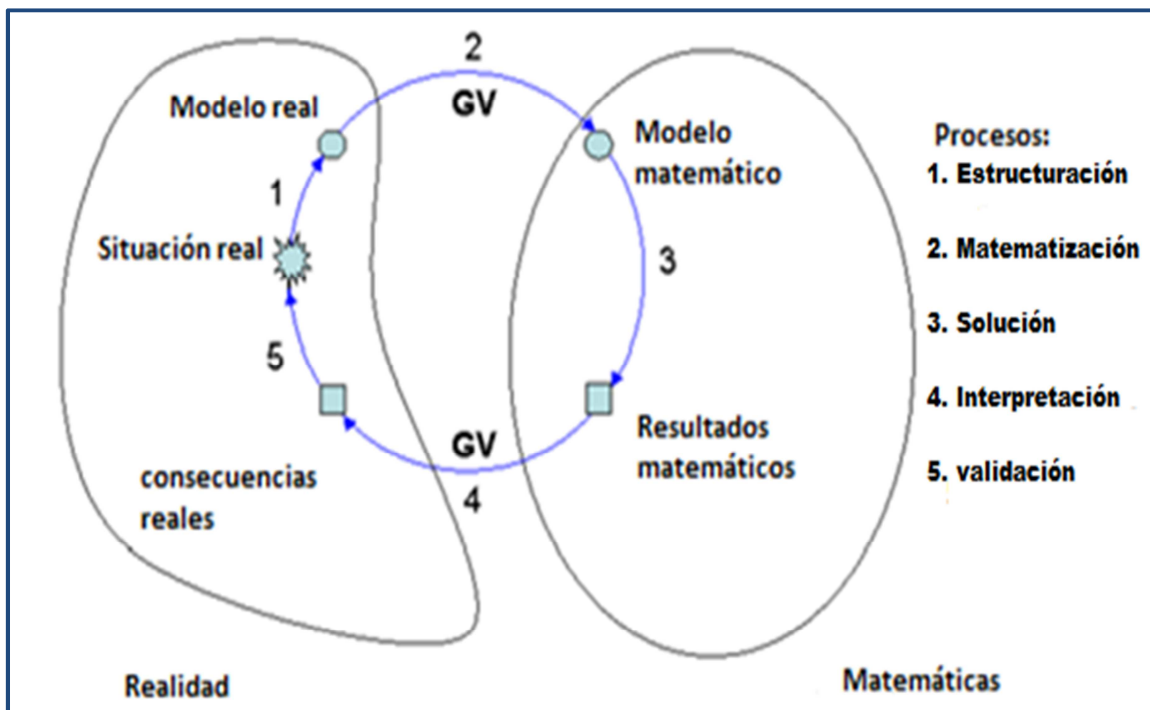 2
GV
Modelo real
Modelo
matemático
1
Situación real
3
5
GV
4
Resultados
matemáticos
consecuencias
reales
Realidad
Matemáticas
Procesos:
1. Estructuración
2. Matematización
3. Solución
4. Interpretación
5. validación